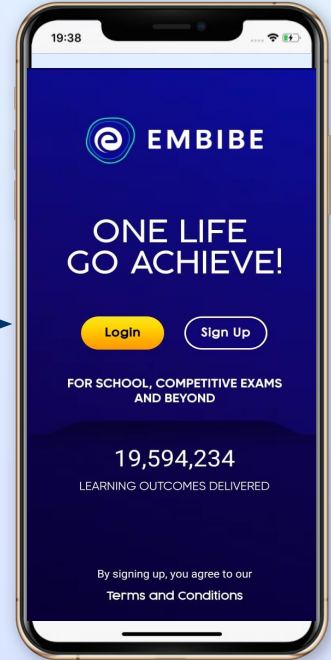 19:38
EMBIBE
ONE LIFE
GO ACHIEVE!
Login
Sign Up
FOR SCHOOL, COMPETITIVE EXAMS
AND BEYOND
19,594,234
LEARNING OUTCOMES DELIVERED
By signing up, you agree to our
Terms and Conditions